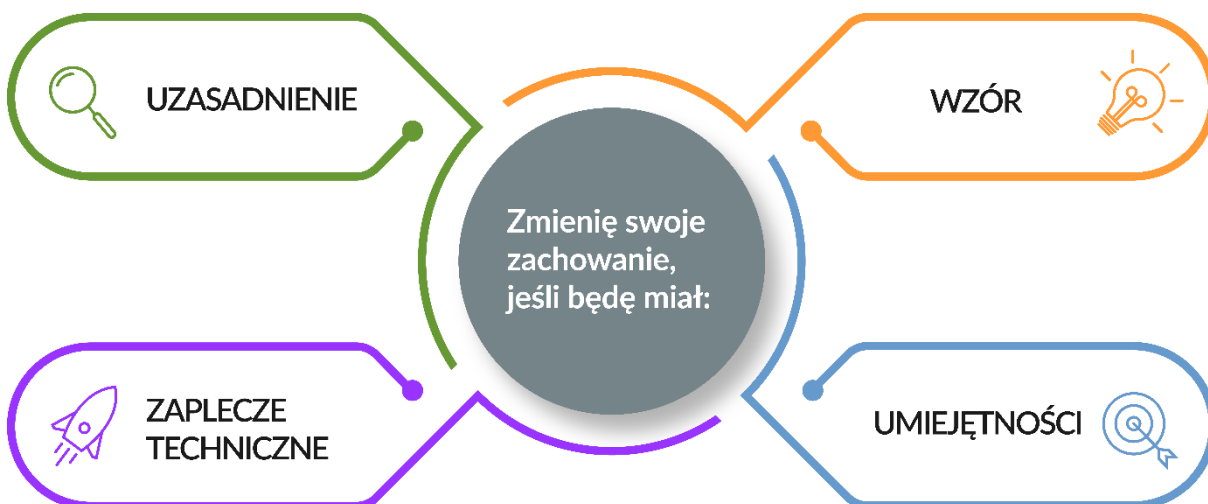 UZASADNIENIE
WZÓR
Zmienię swoje
zachowanie,
jeśli będę miał:
ZAPLECZE
TECHNICZNE
UMIEJĘTNOŚCI